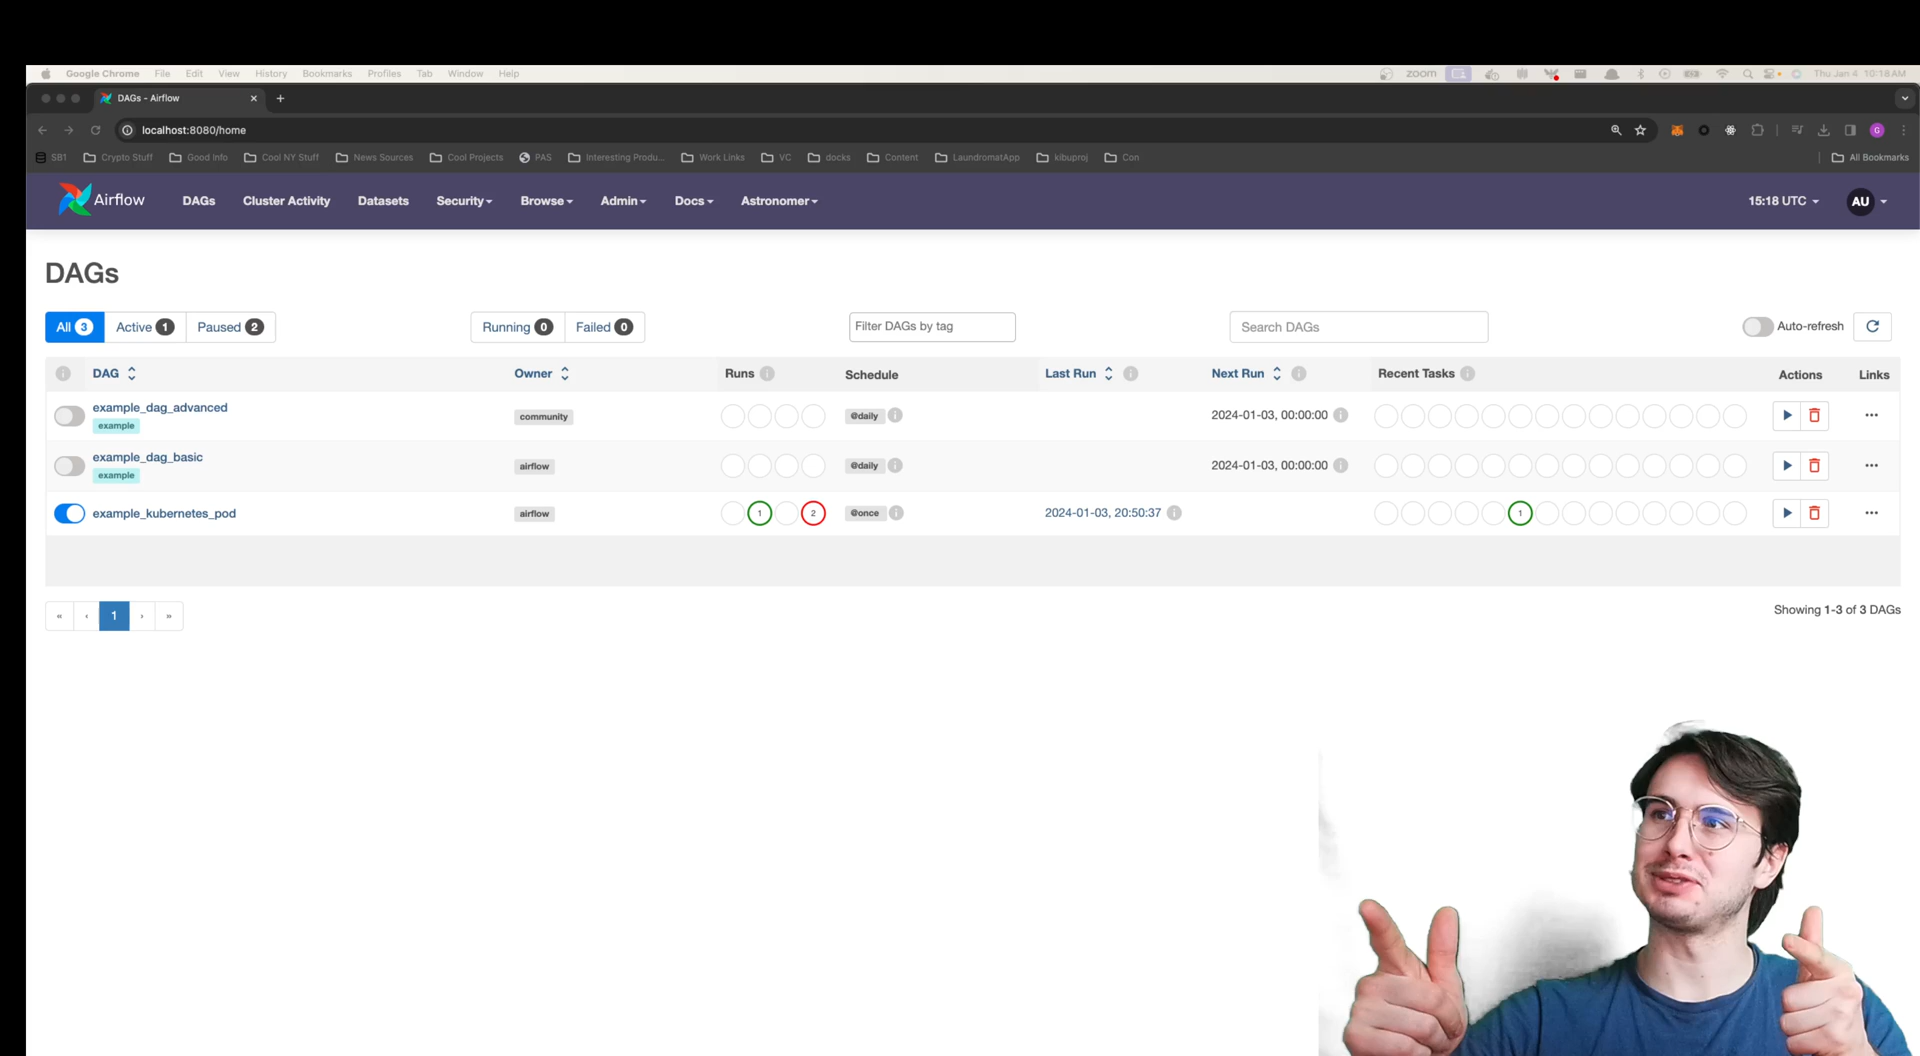 Google Chrome File Edit View History Bookmarks Profiles Tab Window Help zoom Thu Jan 4 10:18AM
DAGs - Airflow
localhost:8080/home G
SB1 Crypto Stuff Good Info Cool NY Stuff News Sources Cool Projects PAS Interesting Produ... Work Links VC docks Content LaundromatApp kibuproj Con All Bookmarks
Airflow DAGs Cluster Activity Datasets Security Browse Admin Docs Astronomer 15:18 UTC AU
DAGs
All 3 Active 1 Paused 2 Running 0 Failed 0 Filter DAGs by tag Search DAGs Auto-refresh
DAG Owner Runs Schedule Last Run Next Run Recent Tasks Actions Links
example_dag_advanced community @daily 2024-01-03, 00:00:00
example
example_dag_basic airflow @daily 2024-01-03, 00:00:00
example
example_kubernetes_pod airflow 1 2 @once 2024-01-03, 20:50:37 1
« ‹ 1 › » Showing 1-3 of 3 DAGs